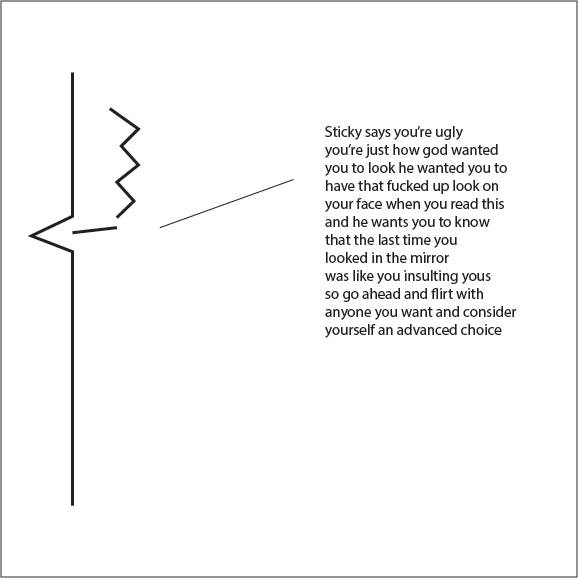 Sticky says you're ugly
you're just how god wanted
you to look he wanted you to
have that fucked up look on
your face when you read this
and he wants you to know
that the last time you
looked in the mirror
was like you insulting yous
so go ahead and flirt with
anyone you want and consider
yourself an advanced choice